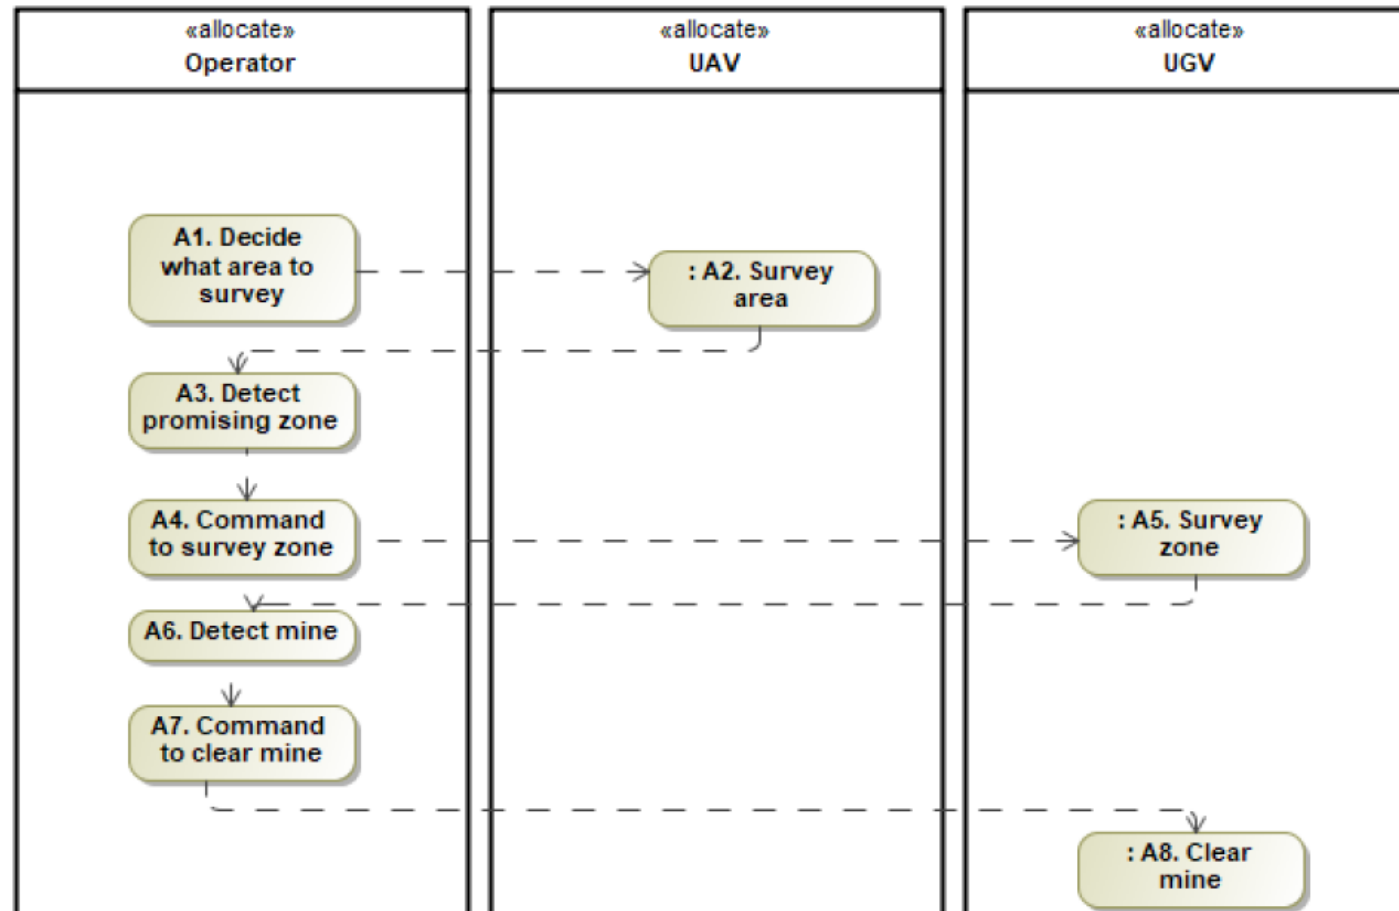 «allocate»
Operator
«allocate»
UAV
«allocate»
UGV
A1. Decide
what area to
survey
: A2. Survey
area
A3. Detect
promising zone
A4. Command
to survey zone
: A5. Survey
zone
A6. Detect mine
A7. Command
to clear mine
: A8. Clear
mine